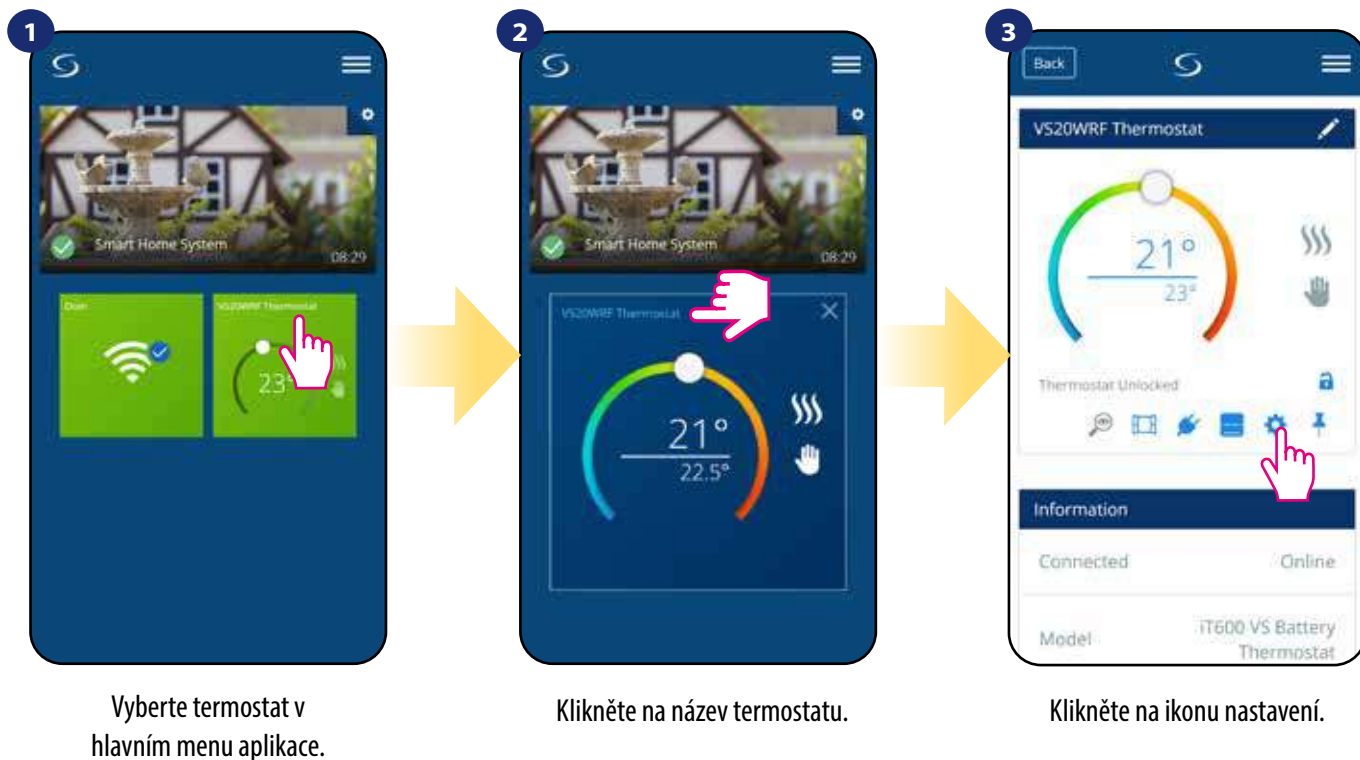 1
Smart Home System
08:29
VS20WRF Thermostat
23°
Vyberte termostat v
hlavním menu aplikace.
2
Smart Home System
08:29
VS20WRF Thermostat
21°
22.5°
Klikněte na název termostatu.
3
Back
VS20WRF Thermostat
21°
23°
Thermostat Unlocked
Information
Connected Online
Model iT600 VS Battery
Thermostat
Klikněte na ikonu nastavení.